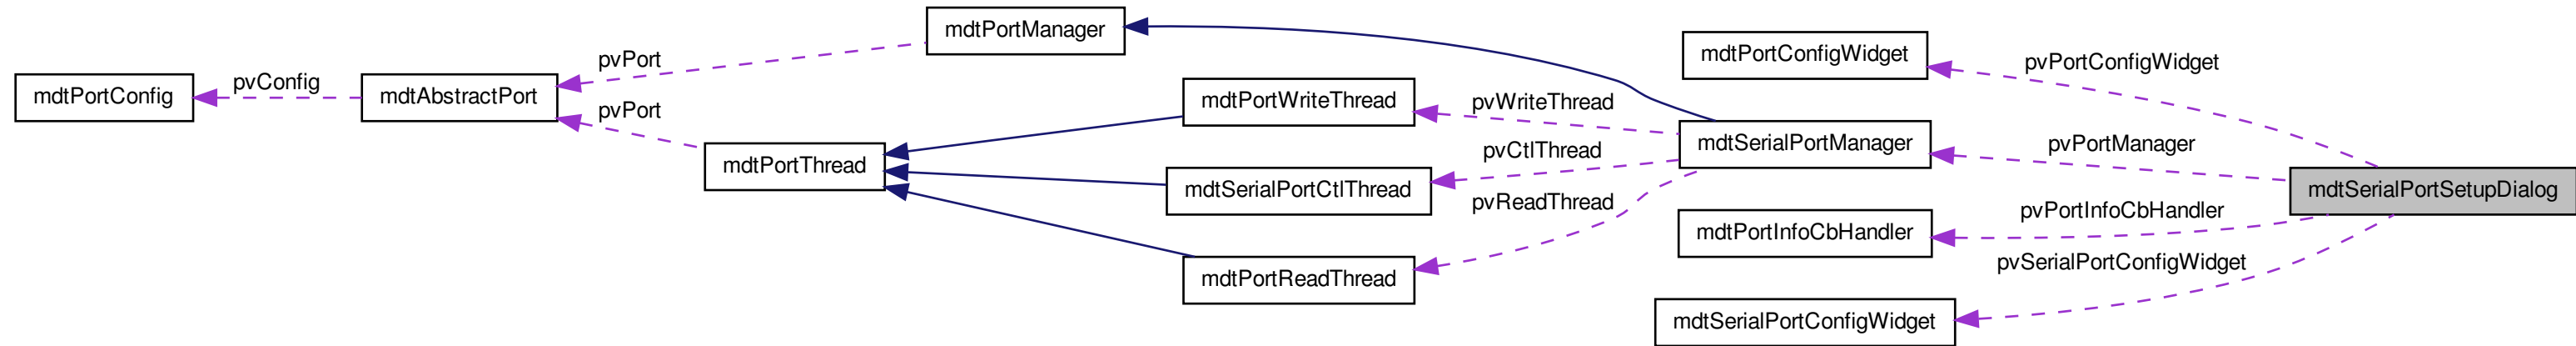 mdtPortConfig
pvConfig
mdtAbstractPort
pvPort
pvPort
mdtPortManager
mdtPortThread
mdtPortWriteThread
mdtSerialPortCtlThread
mdtPortReadThread
pvWriteThread
pvCtlThread
pvReadThread
mdtPortConfigWidget
mdtSerialPortManager
mdtPortInfoCbHandler
mdtSerialPortConfigWidget
pvPortConfigWidget
pvPortManager
pvPortInfoCbHandler
pvSerialPortConfigWidget
mdtSerialPortSetupDialog